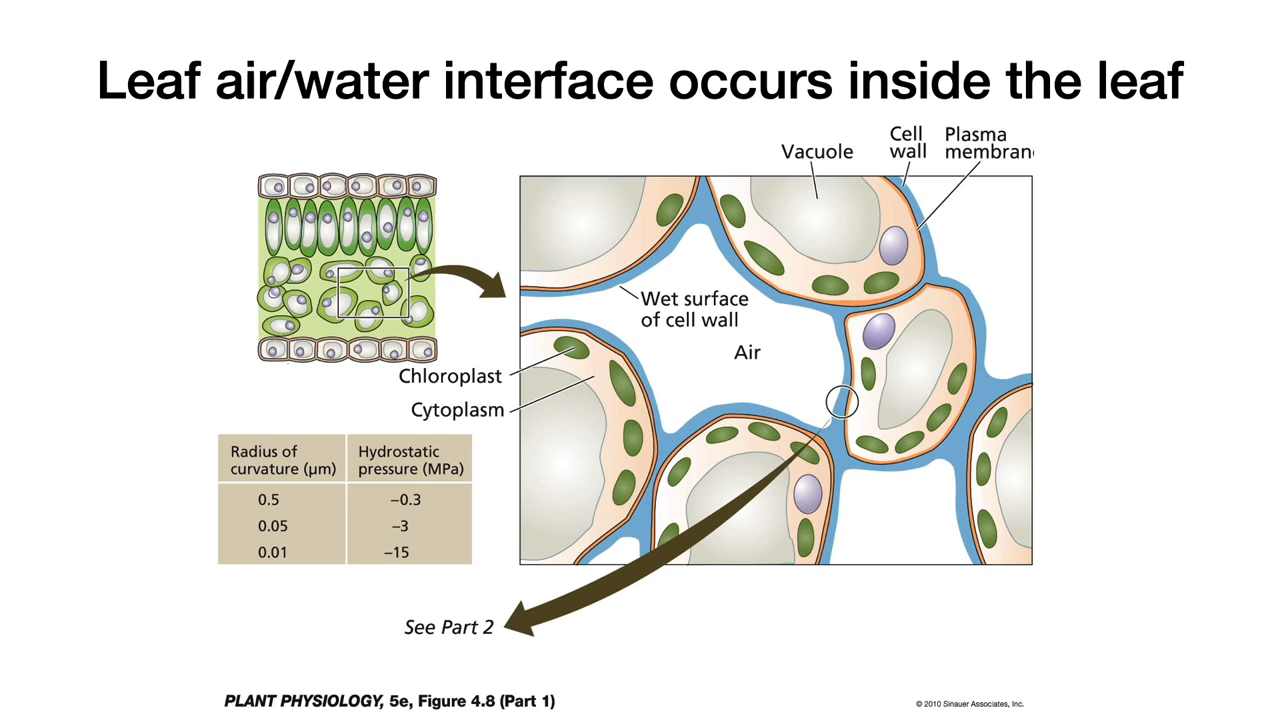 Leaf air/water interface occurs inside the leaf
Cell Plasma
Vacuole wall membran
Wet surface
of cell wall
Air
Chloroplast
Cytoplasm
Radius of Hydrostatic
curvature (μm) pressure (MPa)
0.5 −0.3
0.05 −3
0.01 −15
See Part 2
PLANT PHYSIOLOGY, 5e, Figure 4.8 (Part 1)
© 2010 Sinauer Associates, Inc.